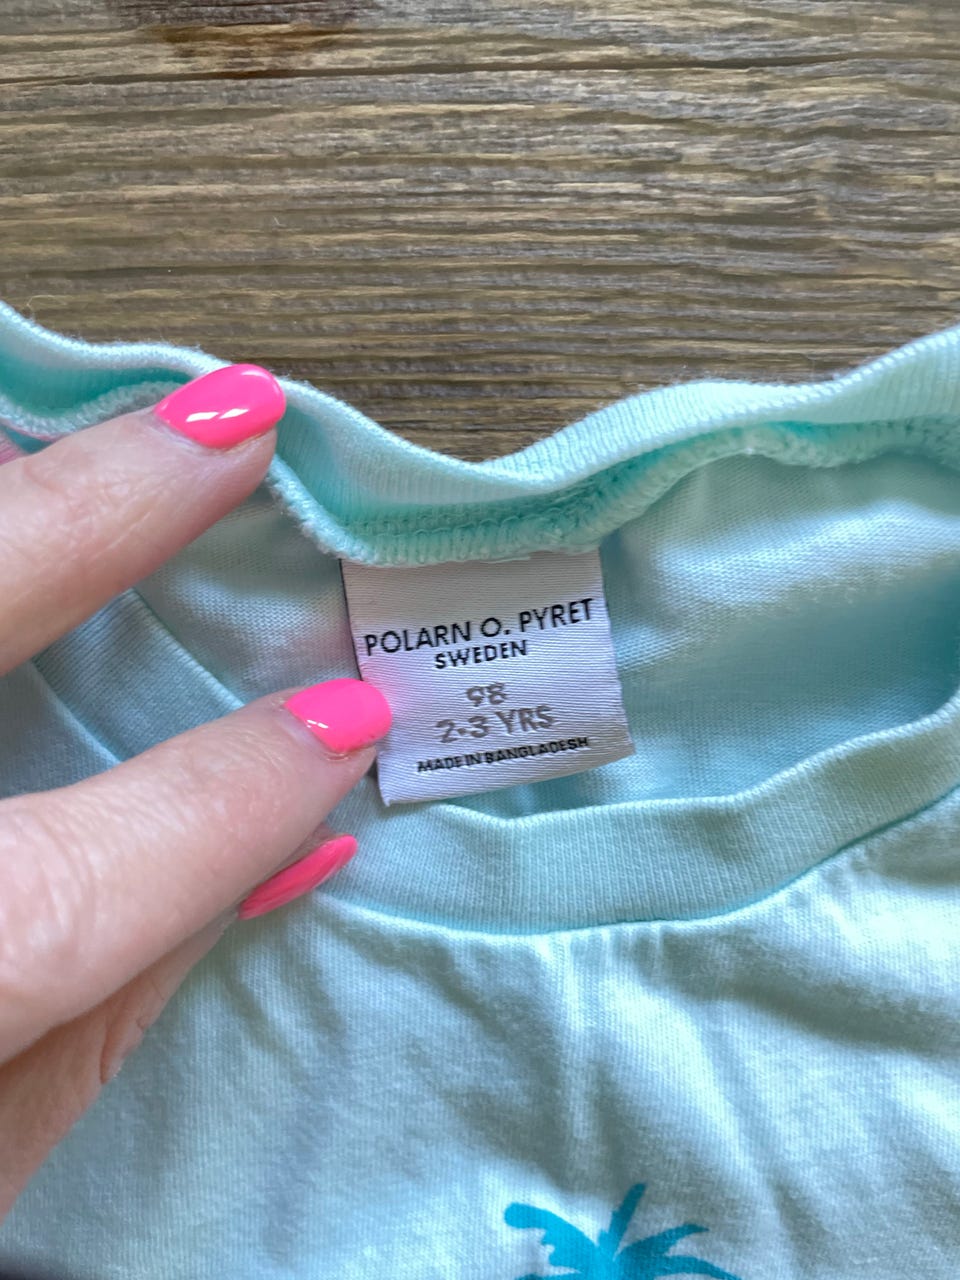 POLARN O. PYRET
SWEDEN
98
2-3 YRS
MADE IN BANGLADESH